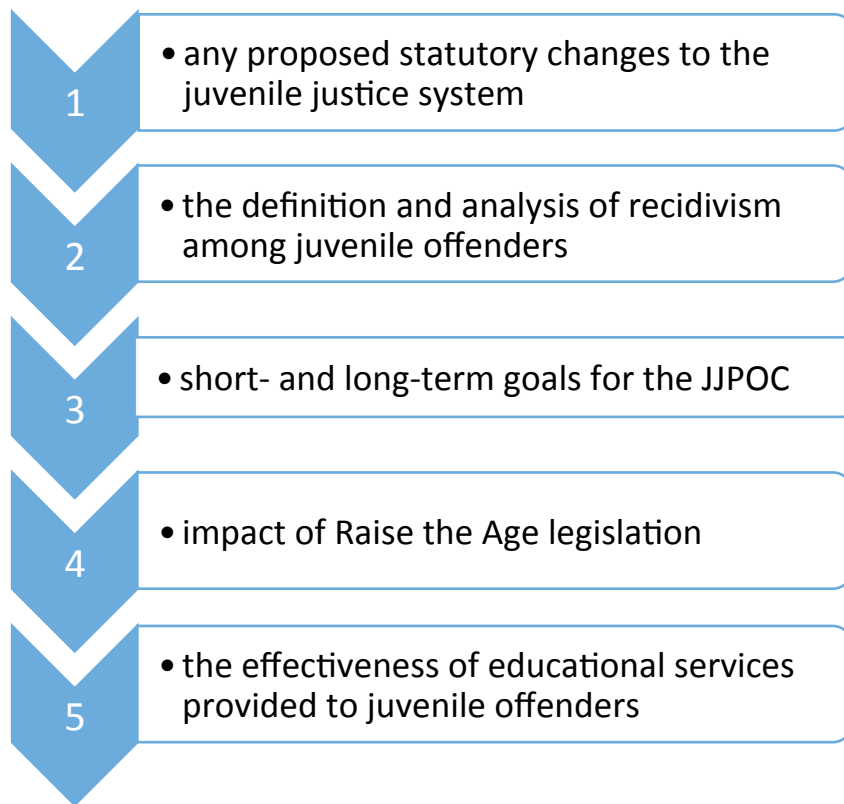 1
• any proposed statutory changes to the
juvenile justice system
2
• the definition and analysis of recidivism
among juvenile offenders
3
• short- and long-term goals for the JJPOC
4
• impact of Raise the Age legislation
5
• the effectiveness of educational services
provided to juvenile offenders